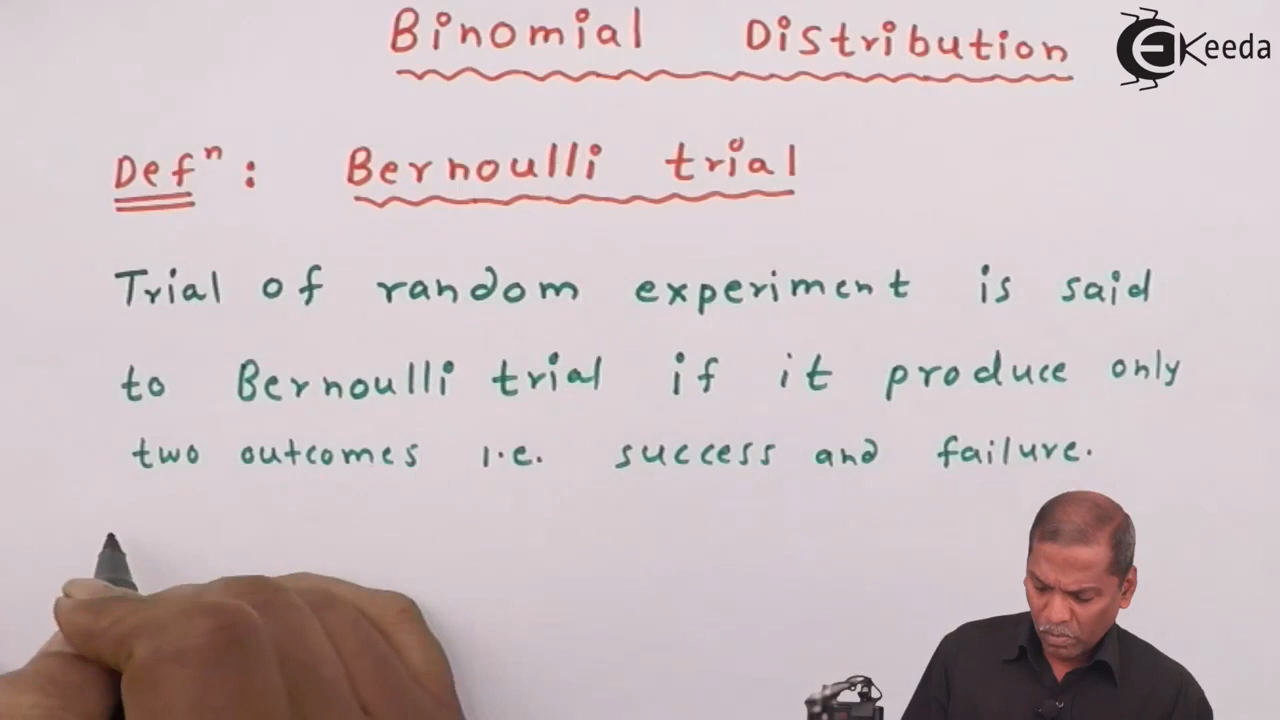 Binomial Distribution
EKeeda
Defⁿ : Bernoulli trial
Trial of random experiment is said
to Bernoulli trial if it produce only
two outcomes i.e. success and failure.